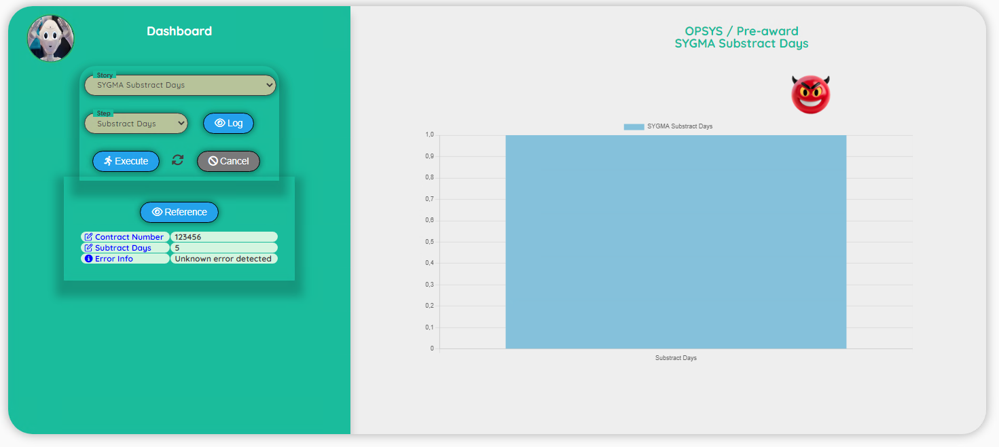 Dashboard
Story
SYGMA Substract Days
Step
Substract Days
Log
Execute
Cancel
Reference
Contract Number 123456
Subtract Days 5
Error Info Unknown error detected
OPSYS / Pre-award
SYGMA Substract Days
SYGMA Substract Days
1,0
0,9
0,8
0,7
0,6
0,5
0,4
0,3
0,2
0,1
0
Substract Days